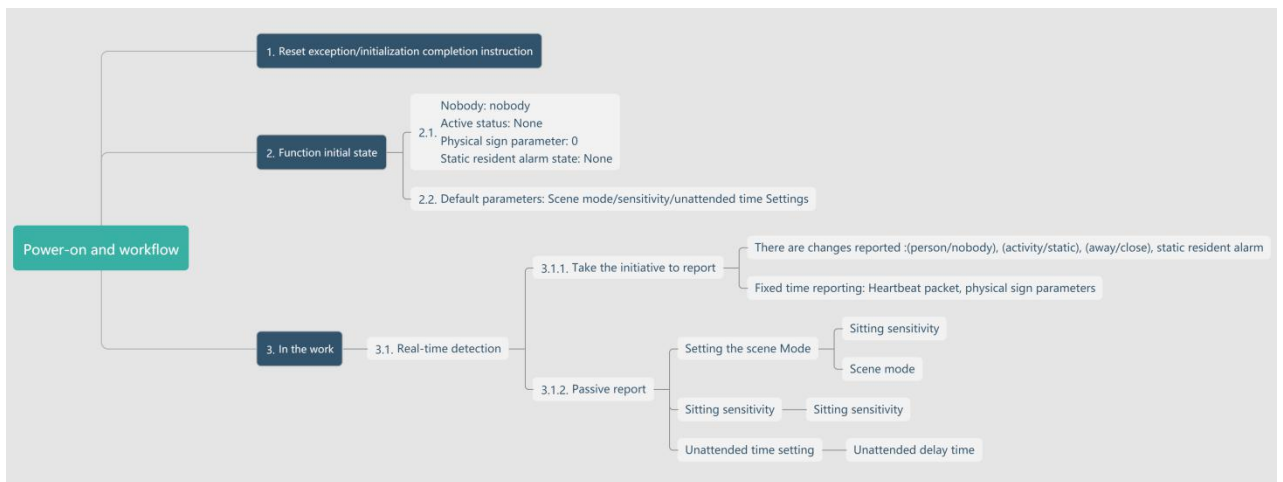 Power-on and workflow
1. Reset exception/initialization completion instruction
2. Function initial state
2.1.
Nobody: nobody
Active status: None
Physical sign parameter: 0
Static resident alarm state: None
2.2. Default parameters: Scene mode/sensitivity/unattended time Settings
3. In the work
3.1. Real-time detection
3.1.1. Take the initiative to report
There are changes reported :(person/nobody), (activity/static), (away/close), static resident alarm
Fixed time reporting: Heartbeat packet, physical sign parameters
3.1.2. Passive report
Setting the scene Mode
Sitting sensitivity
Scene mode
Sitting sensitivity
Sitting sensitivity
Unattended time setting
Unattended delay time